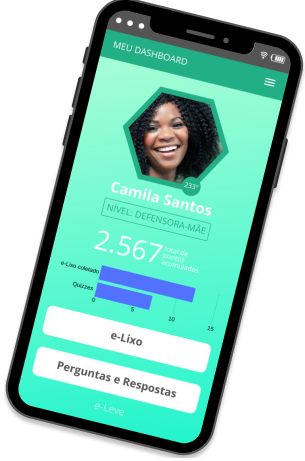 MEU DASHBOARD
233°
Camila Santos
NÍVEL: DEFENSORA-MÃE
2.567 total de
pontos
acumulados
e-Lixo coletado
Quizzes
0 5 10 15
e-Lixo
Perguntas e Respostas
e-Leve